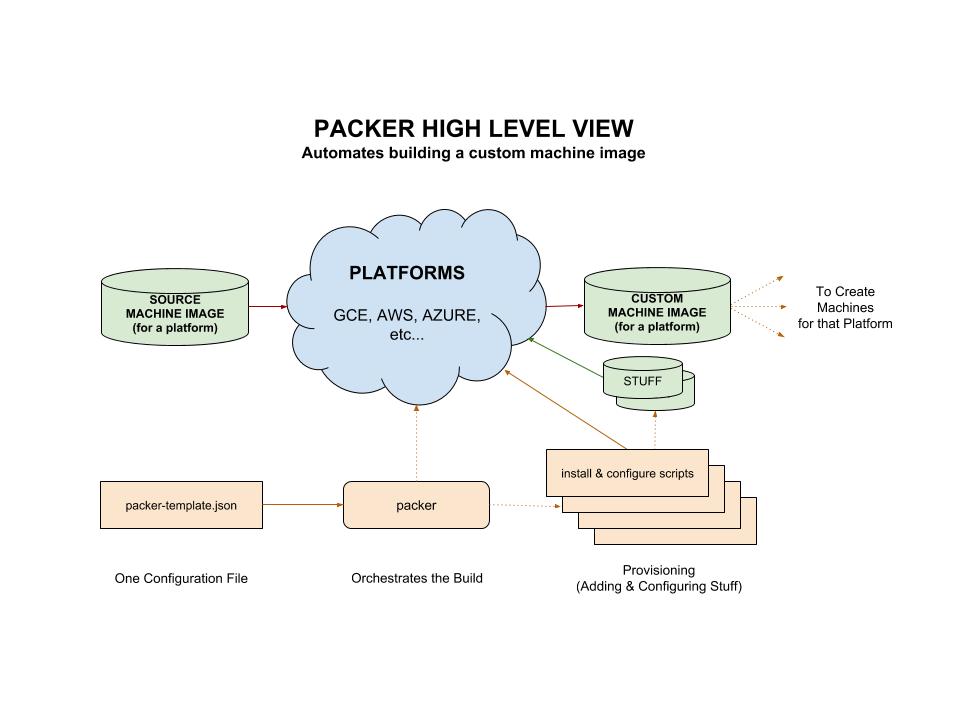 PACKER HIGH LEVEL VIEW
Automates building a custom machine image
PLATFORMS
GCE, AWS, AZURE,
etc...
SOURCE
MACHINE IMAGE
(for a platform)
CUSTOM
MACHINE IMAGE
(for a platform)
To Create
Machines
for that Platform
STUFF
install & configure scripts
packer-template.json
packer
One Configuration File
Orchestrates the Build
Provisioning
(Adding & Configuring Stuff)